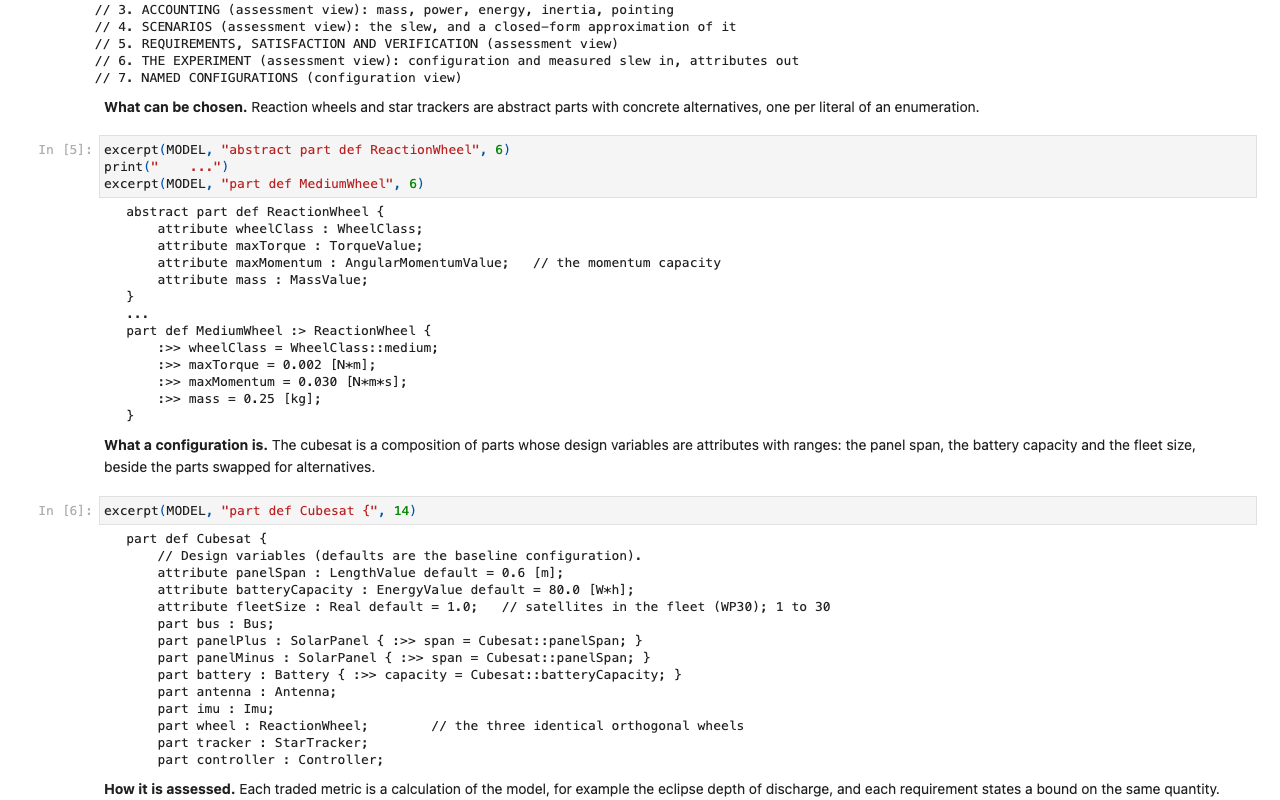 // 3. ACCOUNTING (assessment view): mass, power, energy, inertia, pointing
// 4. SCENARIOS (assessment view): the slew, and a closed-form approximation of it
// 5. REQUIREMENTS, SATISFACTION AND VERIFICATION (assessment view)
// 6. THE EXPERIMENT (assessment view): configuration and measured slew in, attributes out
// 7. NAMED CONFIGURATIONS (configuration view)
What can be chosen. Reaction wheels and star trackers are abstract parts with concrete alternatives, one per literal of an enumeration.
In [5]: excerpt(MODEL, "abstract part def ReactionWheel", 6)
print("    ...")
excerpt(MODEL, "part def MediumWheel", 6)
abstract part def ReactionWheel {
    attribute wheelClass : WheelClass;
    attribute maxTorque : TorqueValue;
    attribute maxMomentum : AngularMomentumValue;   // the momentum capacity
    attribute mass : MassValue;
}
...
part def MediumWheel :> ReactionWheel {
    :>> wheelClass = WheelClass::medium;
    :>> maxTorque = 0.002 [N*m];
    :>> maxMomentum = 0.030 [N*m*s];
    :>> mass = 0.25 [kg];
}
What a configuration is. The cubesat is a composition of parts whose design variables are attributes with ranges: the panel span, the battery capacity and the fleet size,
beside the parts swapped for alternatives.
In [6]: excerpt(MODEL, "part def Cubesat {", 14)
part def Cubesat {
    // Design variables (defaults are the baseline configuration).
    attribute panelSpan : LengthValue default = 0.6 [m];
    attribute batteryCapacity : EnergyValue default = 80.0 [W*h];
    attribute fleetSize : Real default = 1.0;   // satellites in the fleet (WP30); 1 to 30
    part bus : Bus;
    part panelPlus : SolarPanel { :>> span = Cubesat::panelSpan; }
    part panelMinus : SolarPanel { :>> span = Cubesat::panelSpan; }
    part battery : Battery { :>> capacity = Cubesat::batteryCapacity; }
    part antenna : Antenna;
    part imu : Imu;
    part wheel : ReactionWheel;        // the three identical orthogonal wheels
    part tracker : StarTracker;
    part controller : Controller;
How it is assessed. Each traded metric is a calculation of the model, for example the eclipse depth of discharge, and each requirement states a bound on the same quantity.